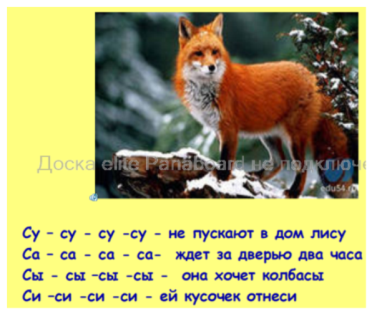 Доска elite Panaboard не подключе
edu54.r
Су - су - су -су - не пускают в дом лису
Са - са - са - са- ждет за дверью два часа
Сы - сы -сы -сы - она хочет колбасы
Си -си -си -си - ей кусочек отнеси